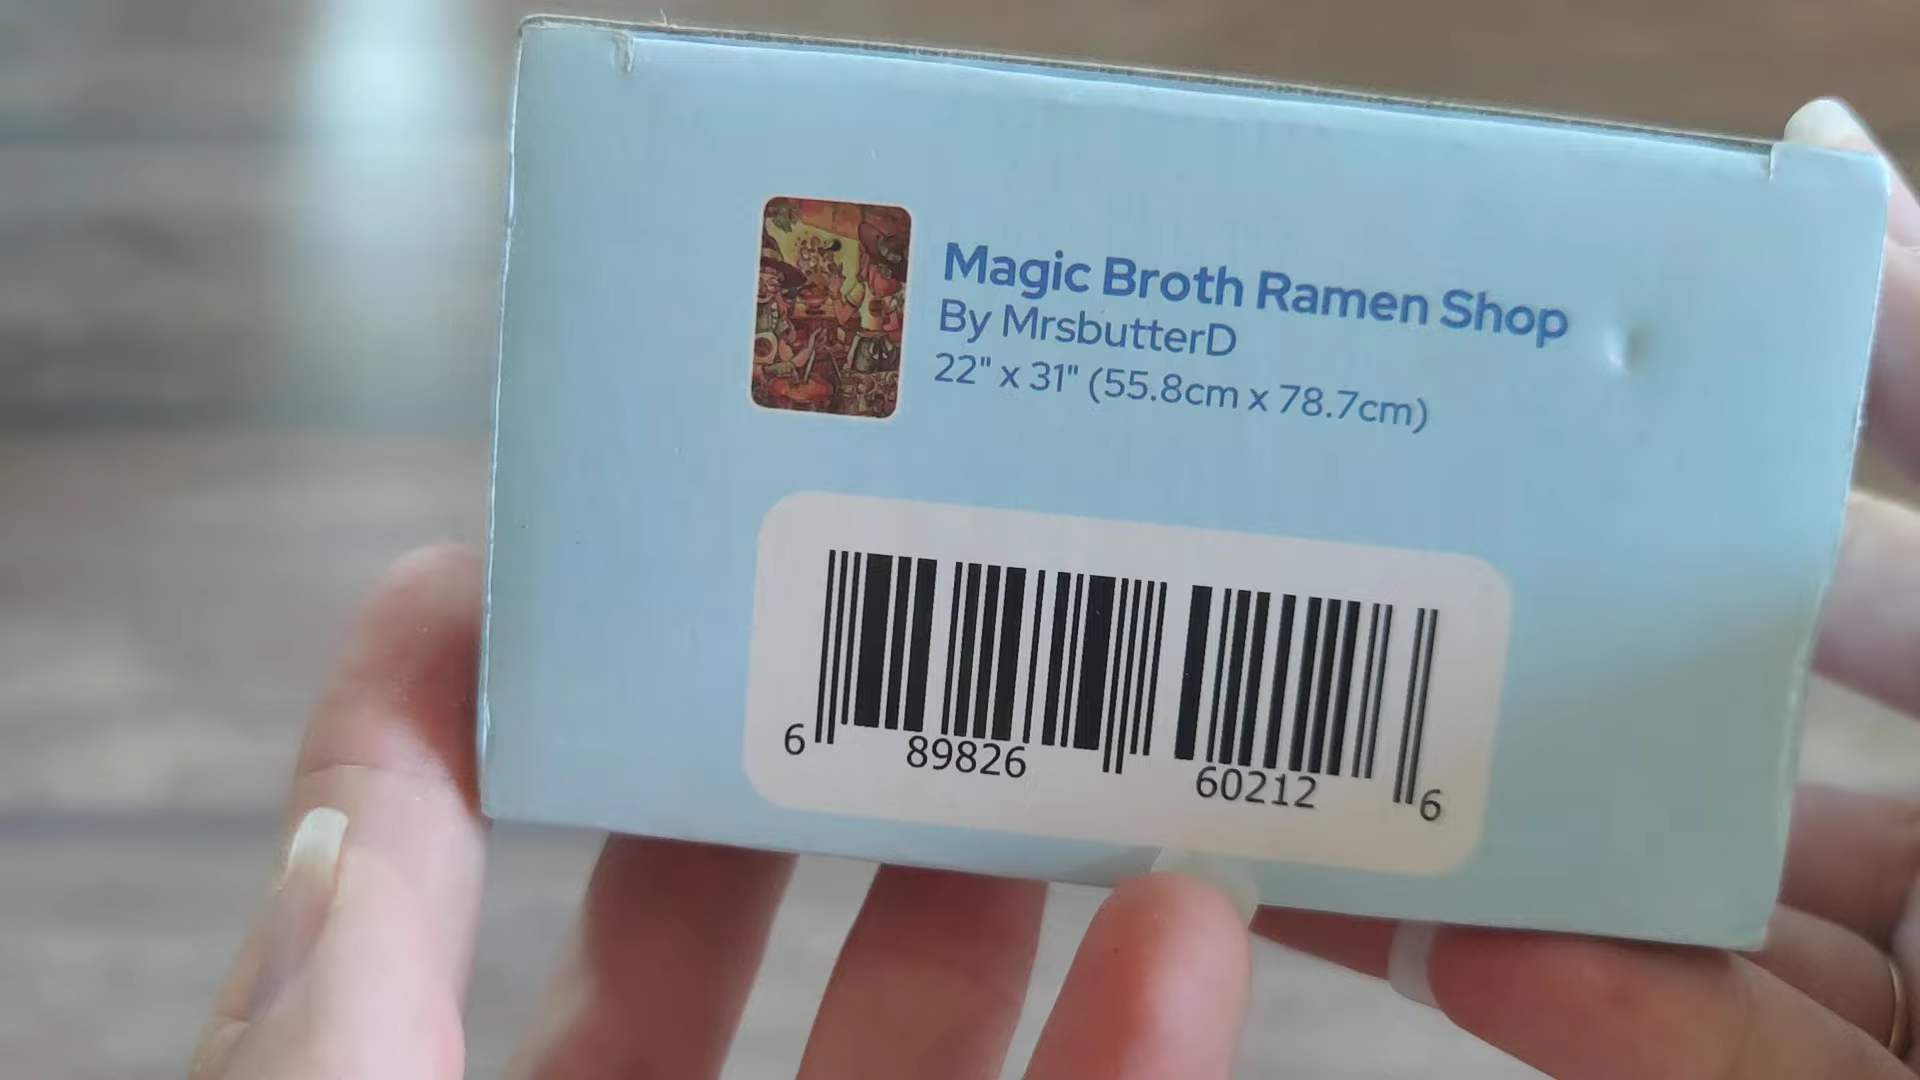 Magic Broth Ramen Shop
By MrsbutterD
22" x 31" (55.8cm x 78.7cm)
6 89826 60212 6